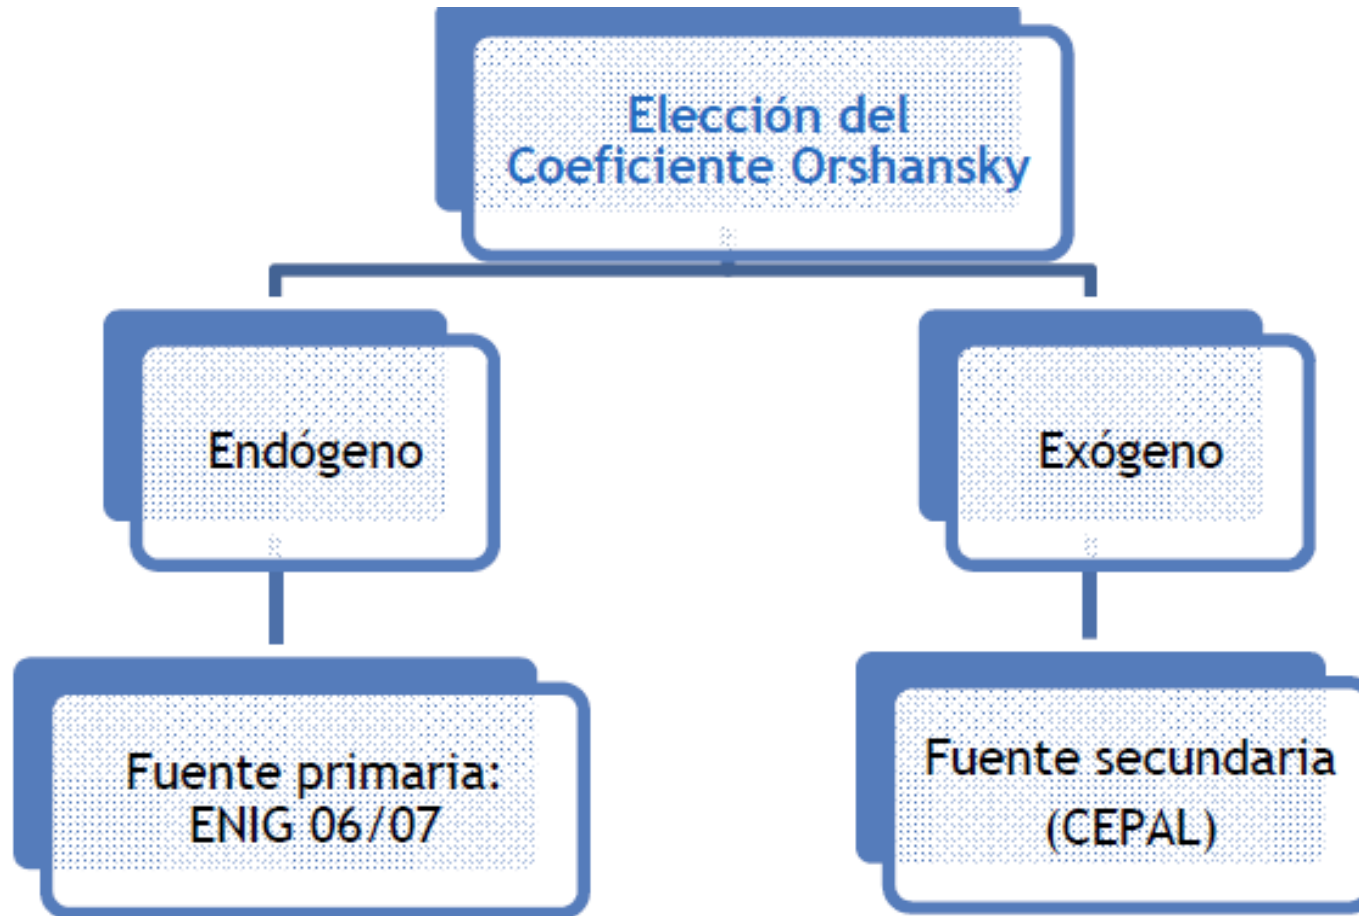 Elección del
Coeficiente Orshansky
Endógeno
Exógeno
Fuente primaria:
ENIG 06/07
Fuente secundaria
(CEPAL)